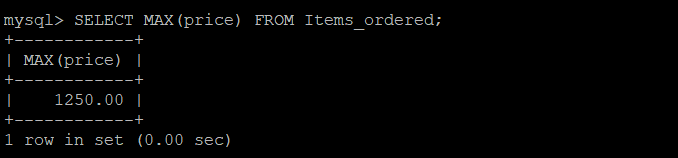 mysql> SELECT MAX(price) FROM Items_ordered;
+------------+
| MAX(price) |
+------------+
|    1250.00 |
+------------+
1 row in set (0.00 sec)